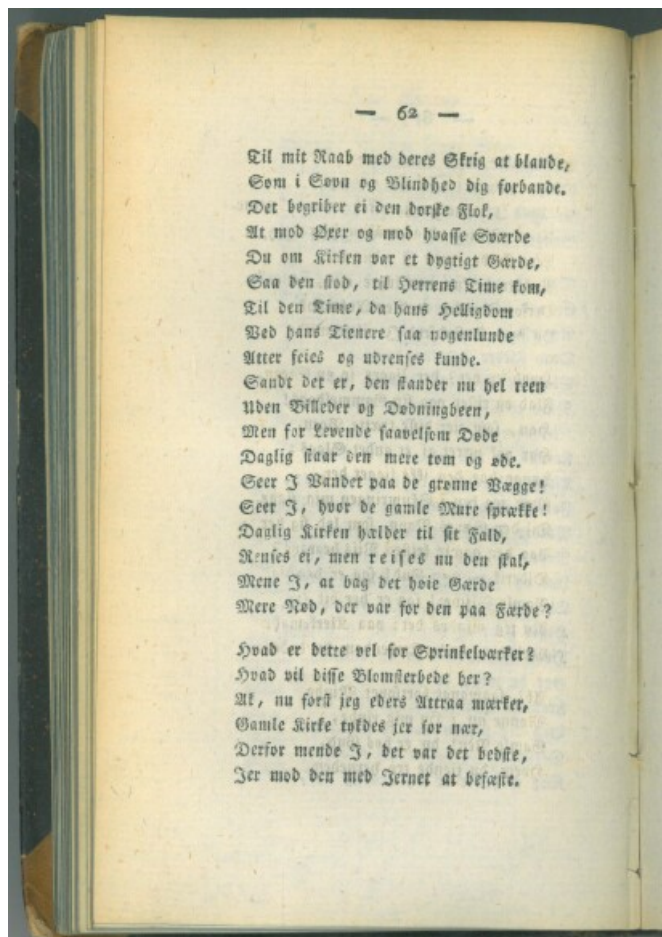 — 62 —
Til mit Raab med deres Skrig at blande,
Som i Søvn og Blindhed dig forbande.
Det begriber ei den dorske Flok,
At mod Øxer og mod hvasse Sværde
Du om Kirken var et dygtigt Gærde,
Saa den stod, til Herrens Time kom,
Til den Time, da hans Helligdom
Ved hans Tienere saa nogenlunde
Atter feies og udrenses kunde.
Sandt det er, den stander nu hel reen
Uden Billeder og Dødningbeen,
Men for Levende saavelsom Døde
Daglig staar den mere tom og øde.
Seer I Vandet paa de grønne Vægge!
Seer I, hvor de gamle Mure sprække!
Daglig Kirken hælder til sit Fald,
Renses ei, men reises nu den skal,
Mene I, at bag det høie Gærde
Mere Nød, der var for den paa Færde?
Hvad er dette vel for Sprinkelværker?
Hvad vil disse Blomsterbede her?
Ak, nu først jeg eders Attraa mærker,
Gamle Kirke tykdes jer for nær,
Derfor mende I, det var det bedste,
Jer mod den med Jernet at befæste.